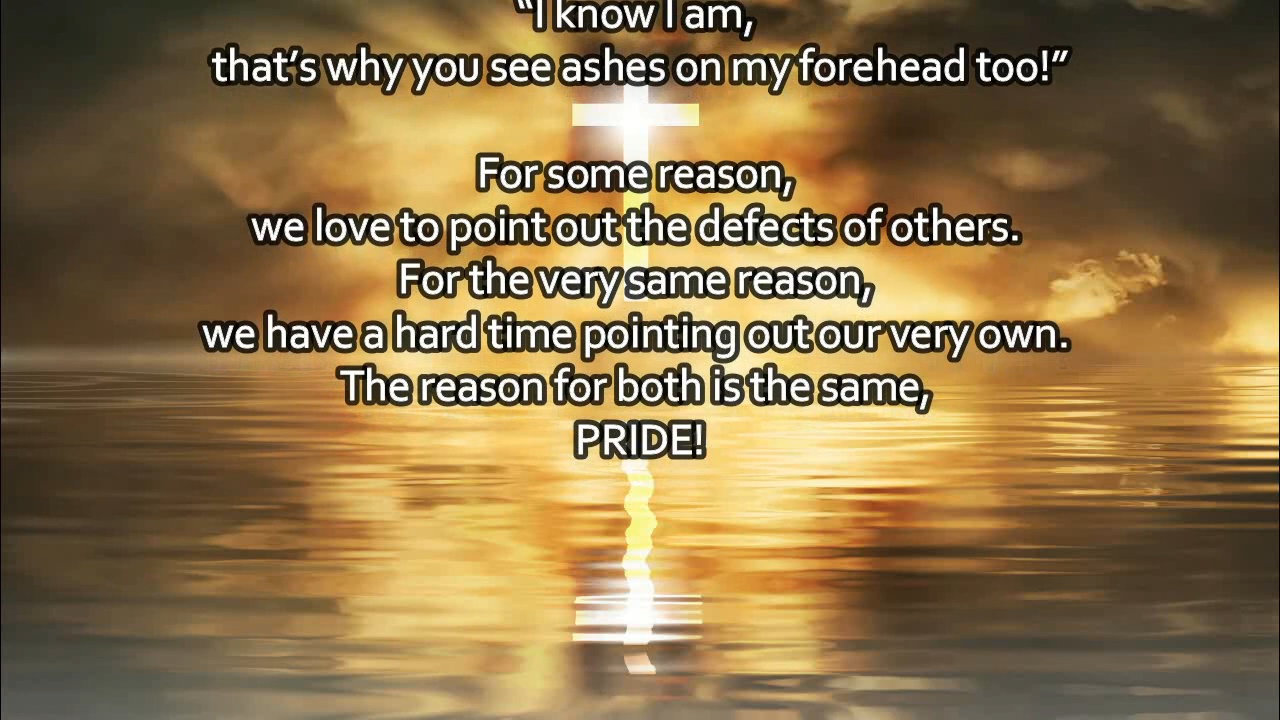 “I know I am,
that’s why you see ashes on my forehead too!”
For some reason,
we love to point out the defects of others.
For the very same reason,
we have a hard time pointing out our very own.
The reason for both is the same,
PRIDE!